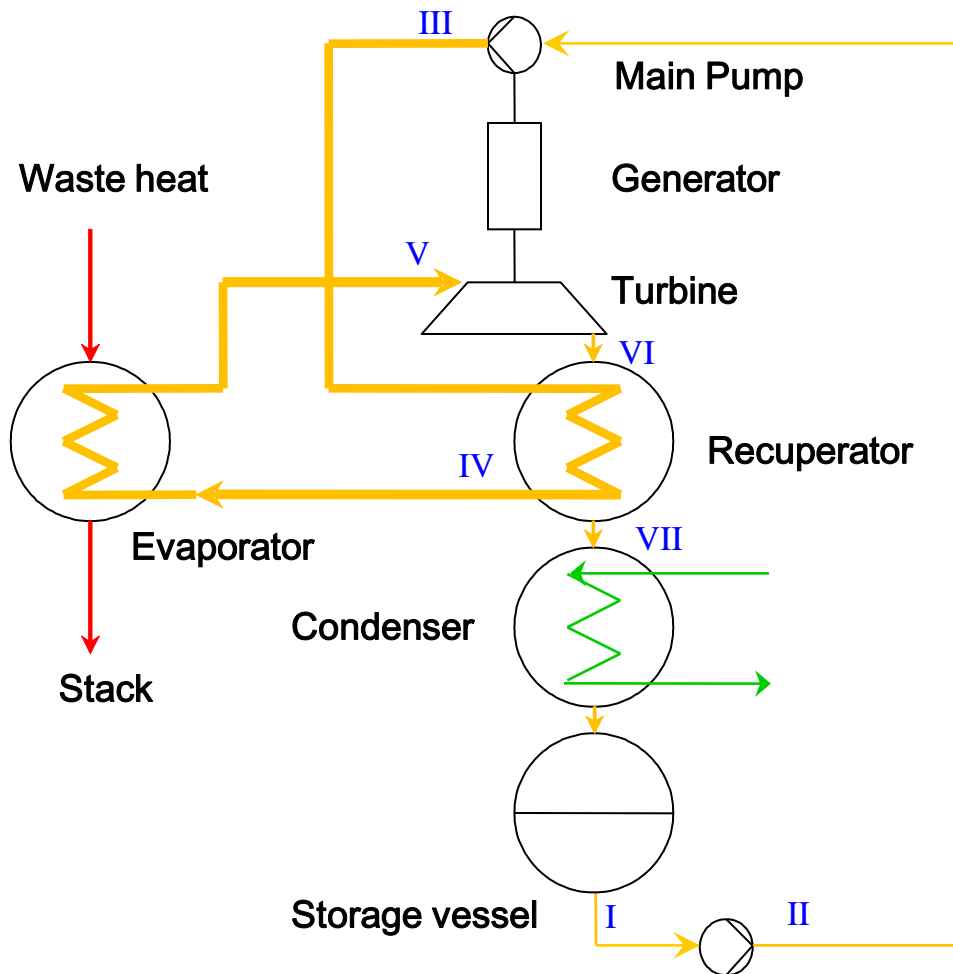 III
Main Pump
Waste heat
Generator
V
Turbine
VI
IV
Recuperator
VII
Evaporator
Condenser
Stack
Storage vessel
I
II